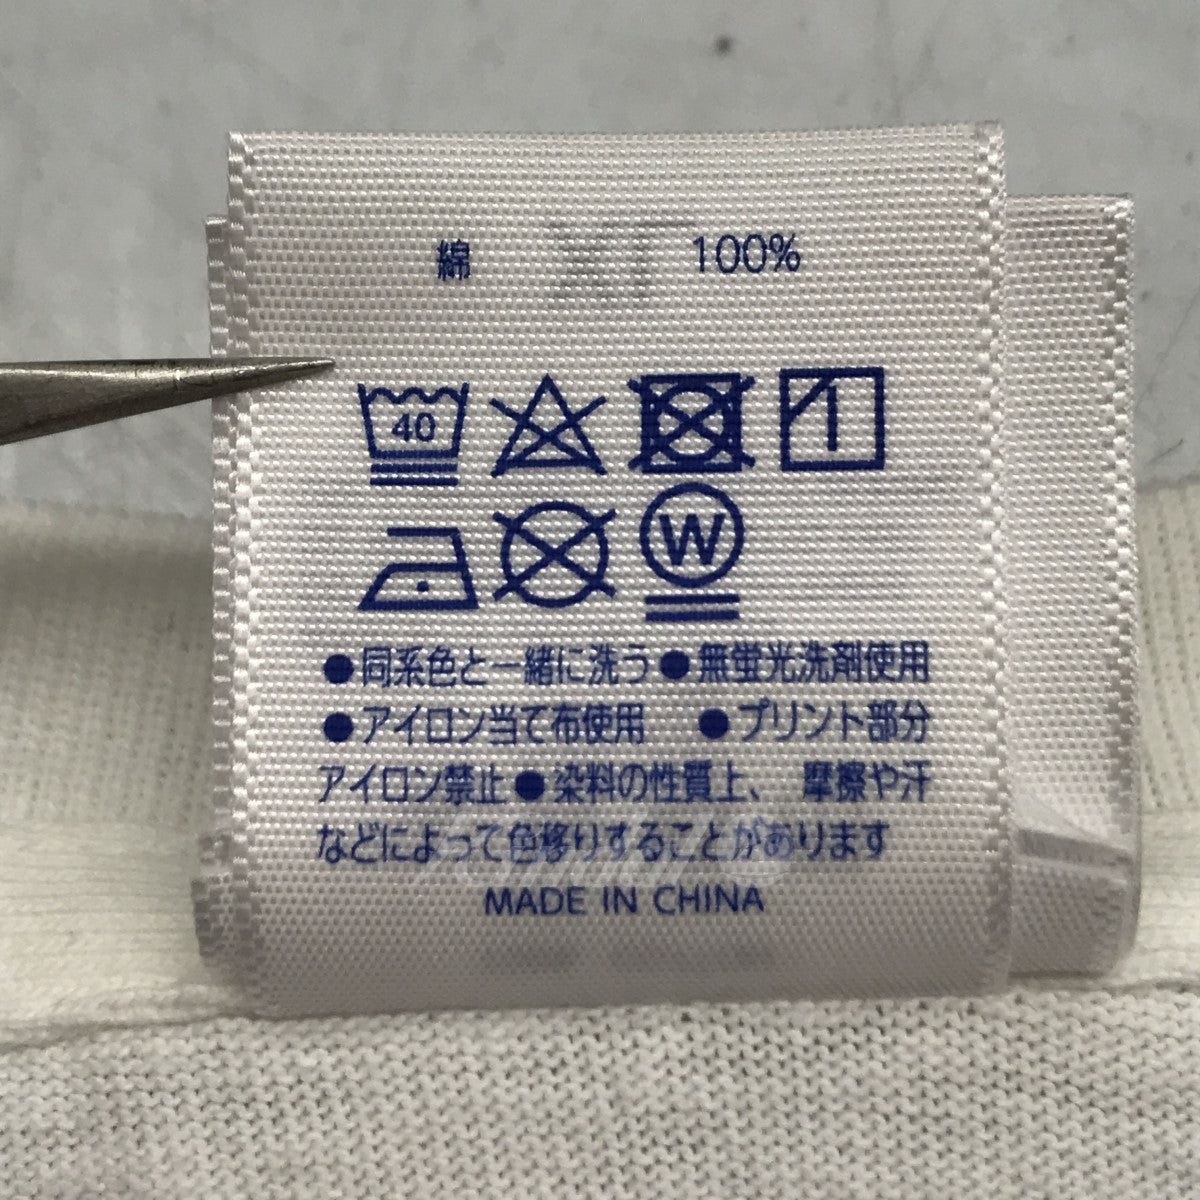 綿 100%
40
W
●同系色と一緒に洗う●無蛍光洗剤使用
●アイロン当て布使用 ●プリント部分
アイロン禁止●染料の性質上、摩擦や汗
などによって色移りすることがあります
MADE IN CHINA